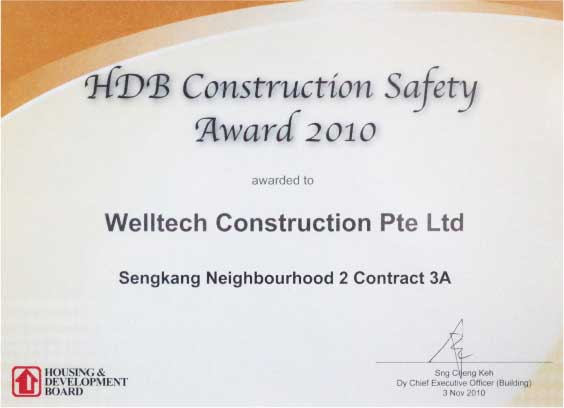 HDB Construction Safety
Award 2010
awarded to
Welltech Construction Pte Ltd
Sengkang Neighbourhood 2 Contract 3A
Sng Cheng Keh
Dy Chief Executive Officer (Building)
3 Nov 2010
HOUSING &
DEVELOPMENT
BOARD